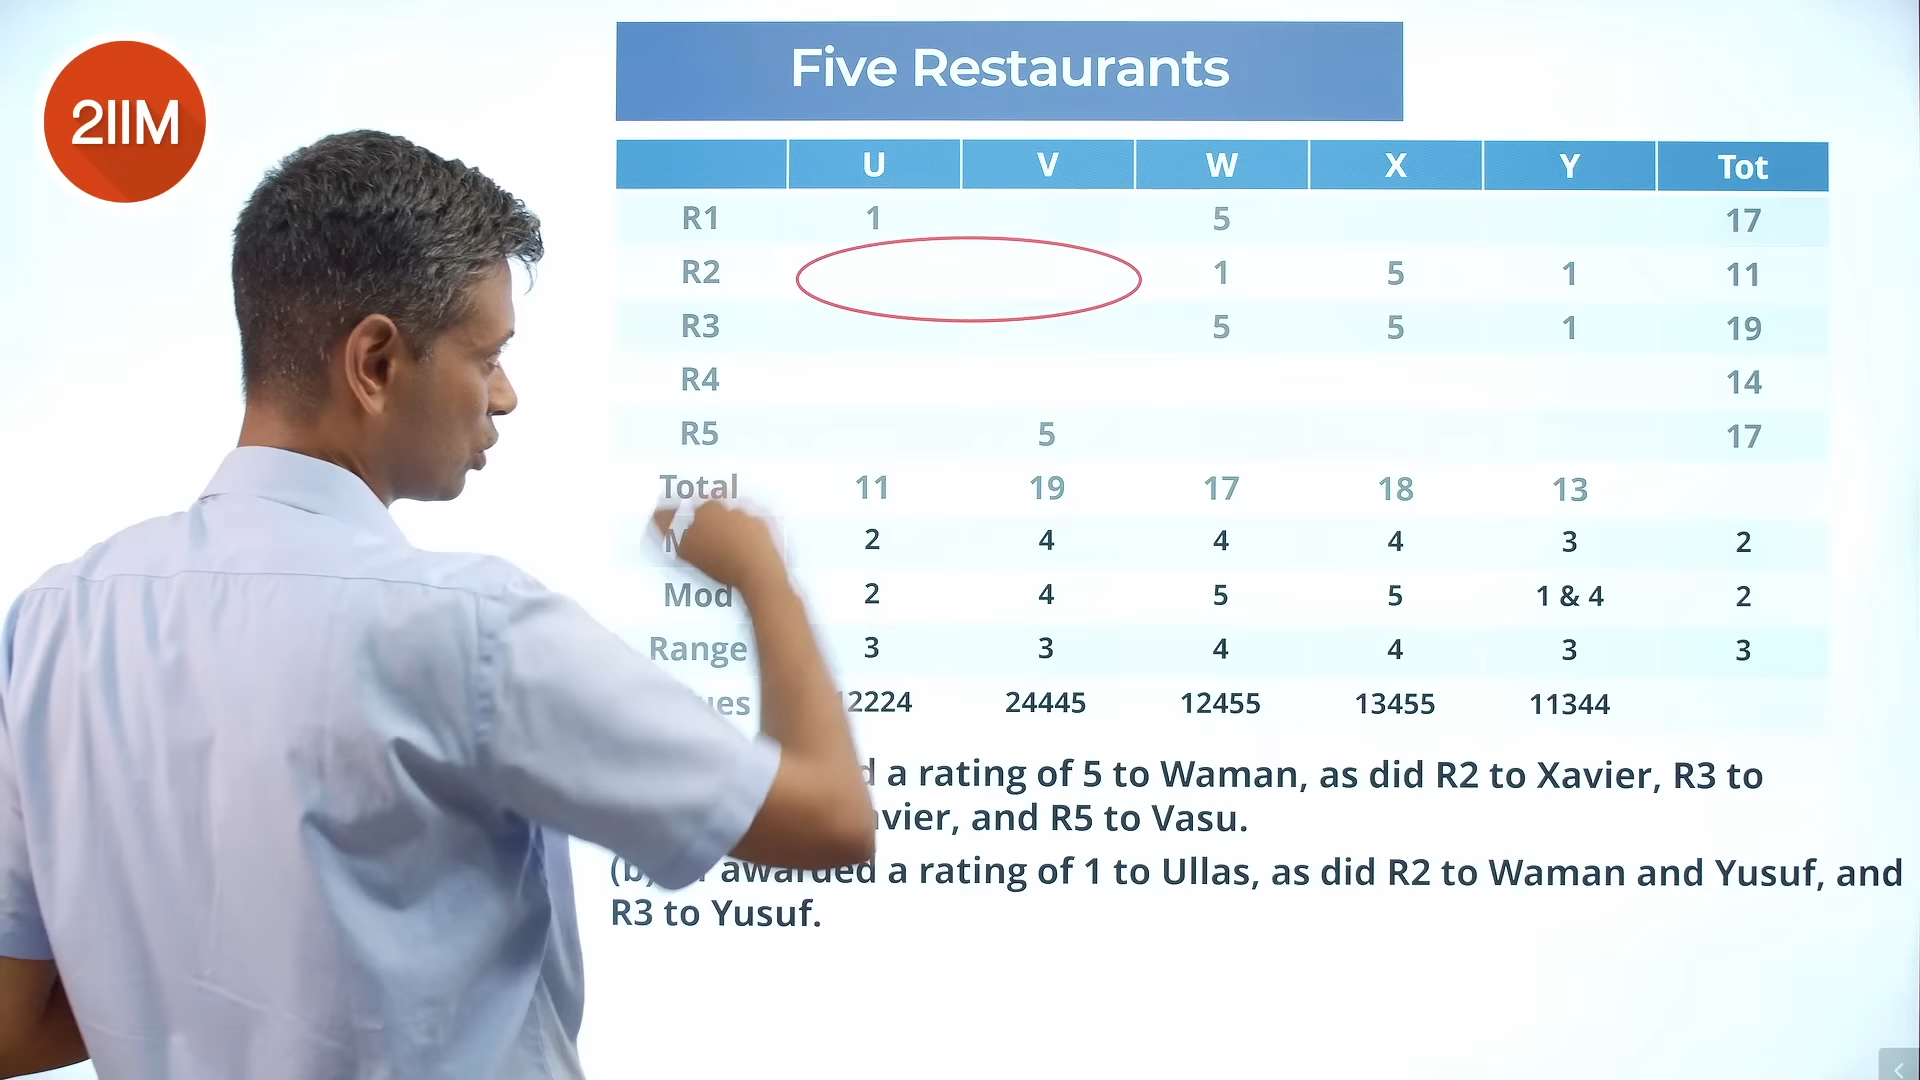 2IIM
Five Restaurants
U V W X Y Tot
R1 1 5 17
R2 1 5 1 11
R3 5 5 1 19
R4 14
R5 5 17
Total 11 19 17 18 13
2 4 4 4 3 2
Mod 2 4 5 5 1 & 4 2
Range 3 3 4 4 3 3
2224 24445 12455 13455 11344
a rating of 5 to Waman, as did R2 to Xavier, R3 to
and R5 to Vasu.
(b) awarded a rating of 1 to Ullas, as did R2 to Waman and Yusuf, and
R3 to Yusuf.